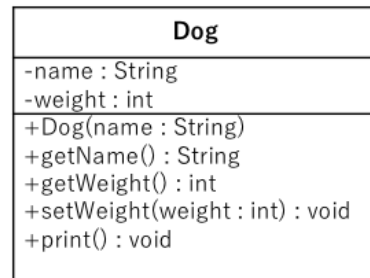 Dog
-name : String
-weight : int
+Dog(name : String)
+getName() : String
+getWeight() : int
+setWeight(weight : int) : void
+print() : void